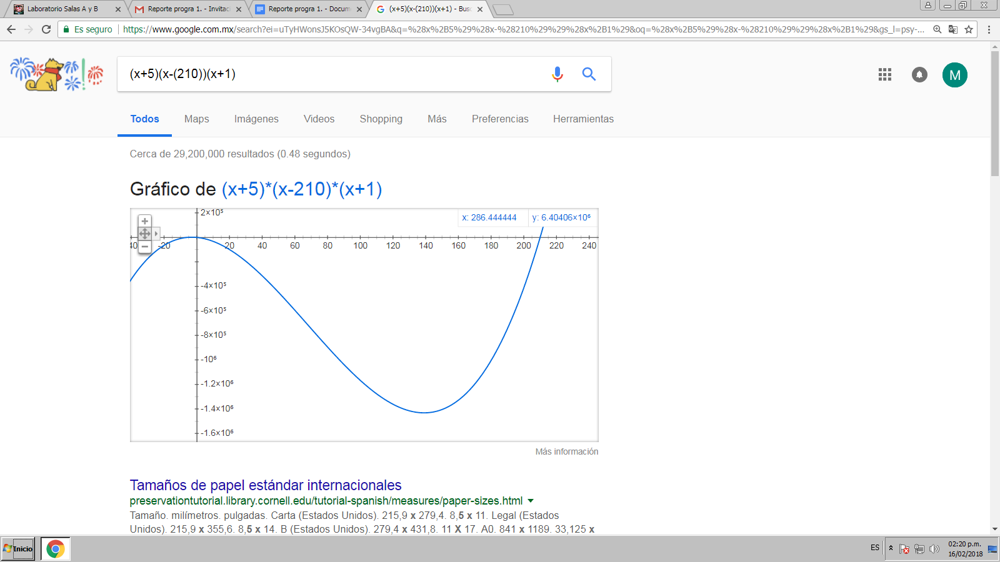 Laboratorio Salas A y B
Reporte progra 1. - Invitac
Reporte progra 1. - Docum
(x+5)(x-(210))(x+1) - Bus
Es seguro
https://www.google.com.mx/search?ei=uTyHWonsJ5KOsQW-34vgBA&q=%28x%2B5%29%28x-%28210%29%29%28x%2B1%29&oq=%28x%2B5%29%28x-%28210%29%29%28x%2B1%29&gs_l=psy-...
(x+5)(x-(210))(x+1)
M
Todos Maps Imágenes Videos Shopping Más Preferencias Herramientas
Cerca de 29,200,000 resultados (0.48 segundos)
Gráfico de (x+5)*(x-210)*(x+1)
2×10⁵
x: 286.444444 y: 6.40406×10⁶
40 -20 20 40 60 80 100 120 140 160 180 200 220 240
-4×10⁵
-6×10⁵
-8×10⁵
-10⁶
-1.2×10⁶
-1.4×10⁶
-1.6×10⁶
Más información
Tamaños de papel estándar internacionales
preservationtutorial.library.cornell.edu/tutorial-spanish/measures/paper-sizes.html
Tamaño. milímetros. pulgadas. Carta (Estados Unidos). 215,9 x 279,4. 8,5 x 11. Legal (Estados
Unidos). 215,9 x 355,6. 8,5 x 14. B (Estados Unidos). 279,4 x 431,8. 11 X 17. A0. 841 x 1189. 33,125 x
Inicio
ES
02:20 p.m.
16/02/2018